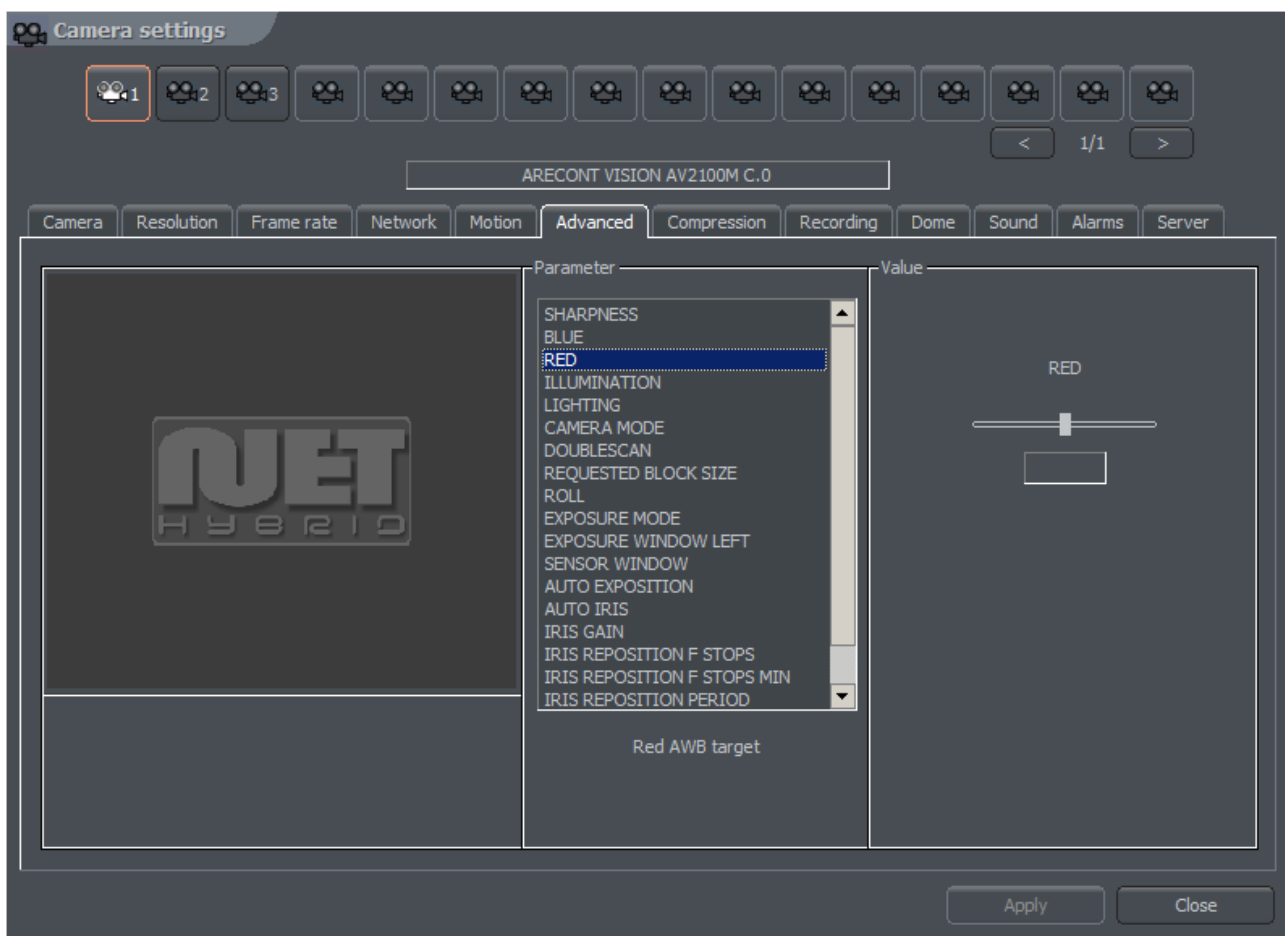 Camera settings
1 2 3
< 1/1 >
ARECONT VISION AV2100M C.0
Camera Resolution Frame rate Network Motion Advanced Compression Recording Dome Sound Alarms Server
Parameter
SHARPNESS
BLUE
RED
ILLUMINATION
LIGHTING
CAMERA MODE
DOUBLESCAN
REQUESTED BLOCK SIZE
ROLL
EXPOSURE MODE
EXPOSURE WINDOW LEFT
SENSOR WINDOW
AUTO EXPOSITION
AUTO IRIS
IRIS GAIN
IRIS REPOSITION F STOPS
IRIS REPOSITION F STOPS MIN
IRIS REPOSITION PERIOD
Red AWB target
Value
RED
NET
HYBRID
Apply Close